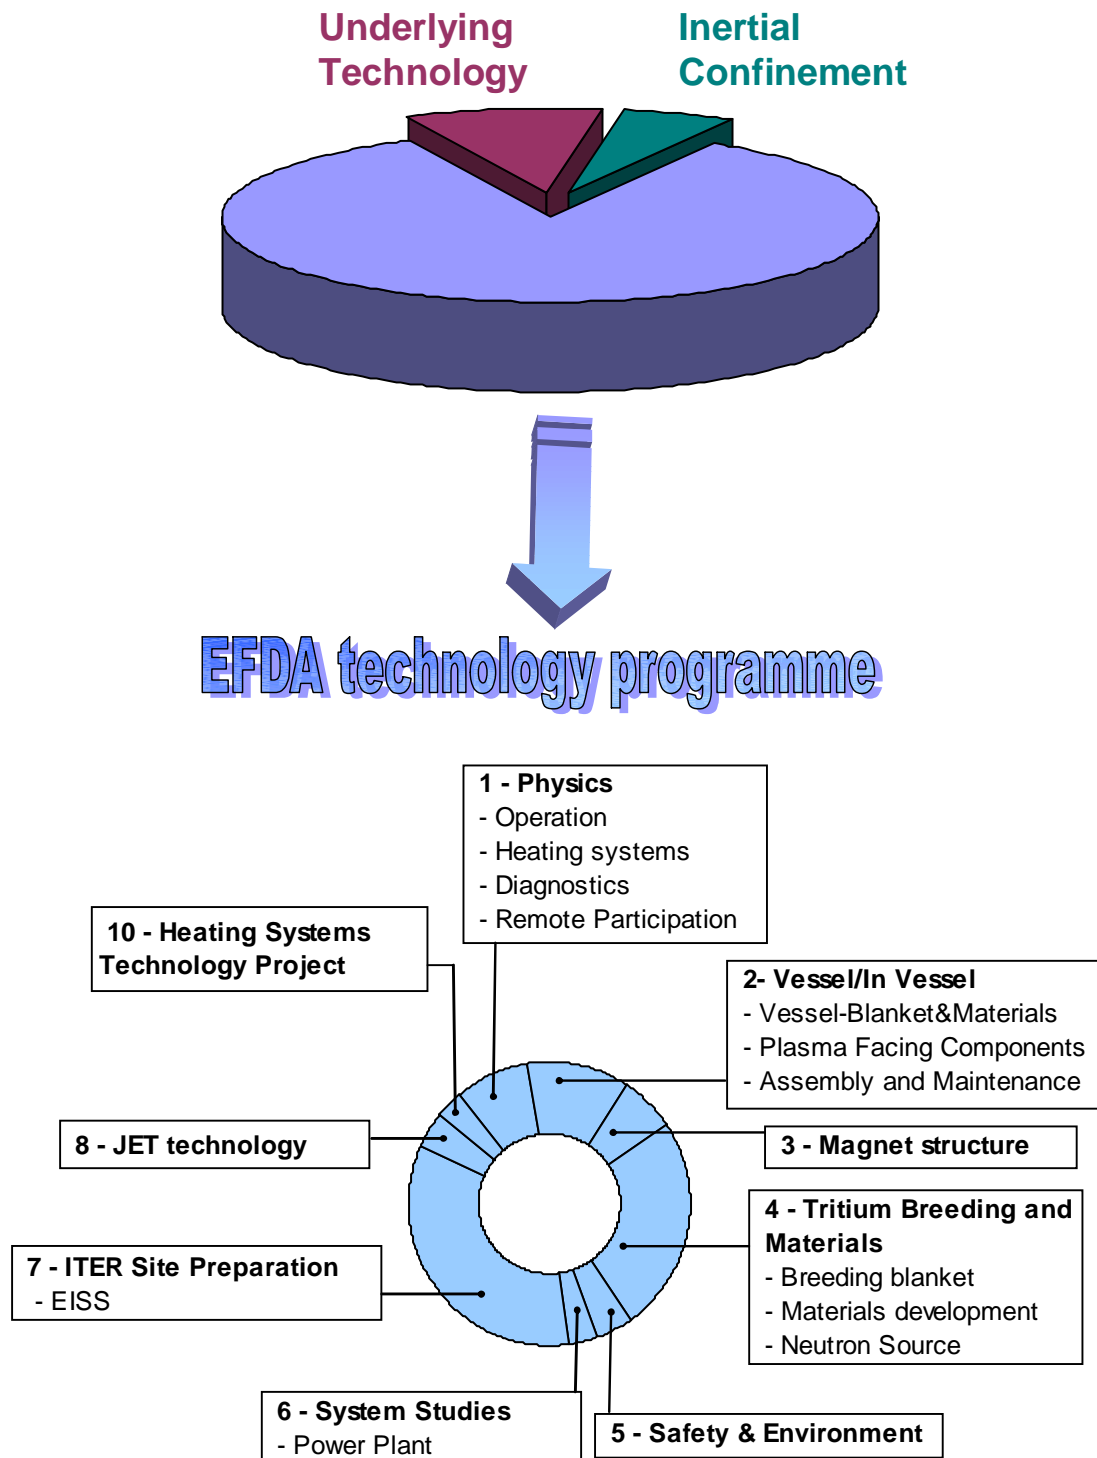 Underlying
Technology
Inertial
Confinement
EFDA technology programme
1 - Physics
- Operation
- Heating systems
- Diagnostics
- Remote Participation
10 - Heating Systems
Technology Project
2- Vessel/In Vessel
- Vessel-Blanket&Materials
- Plasma Facing Components
- Assembly and Maintenance
8 - JET technology
3 - Magnet structure
4 - Tritium Breeding and
Materials
- Breeding blanket
- Materials development
- Neutron Source
7 - ITER Site Preparation
- EISS
6 - System Studies
- Power Plant
5 - Safety & Environment